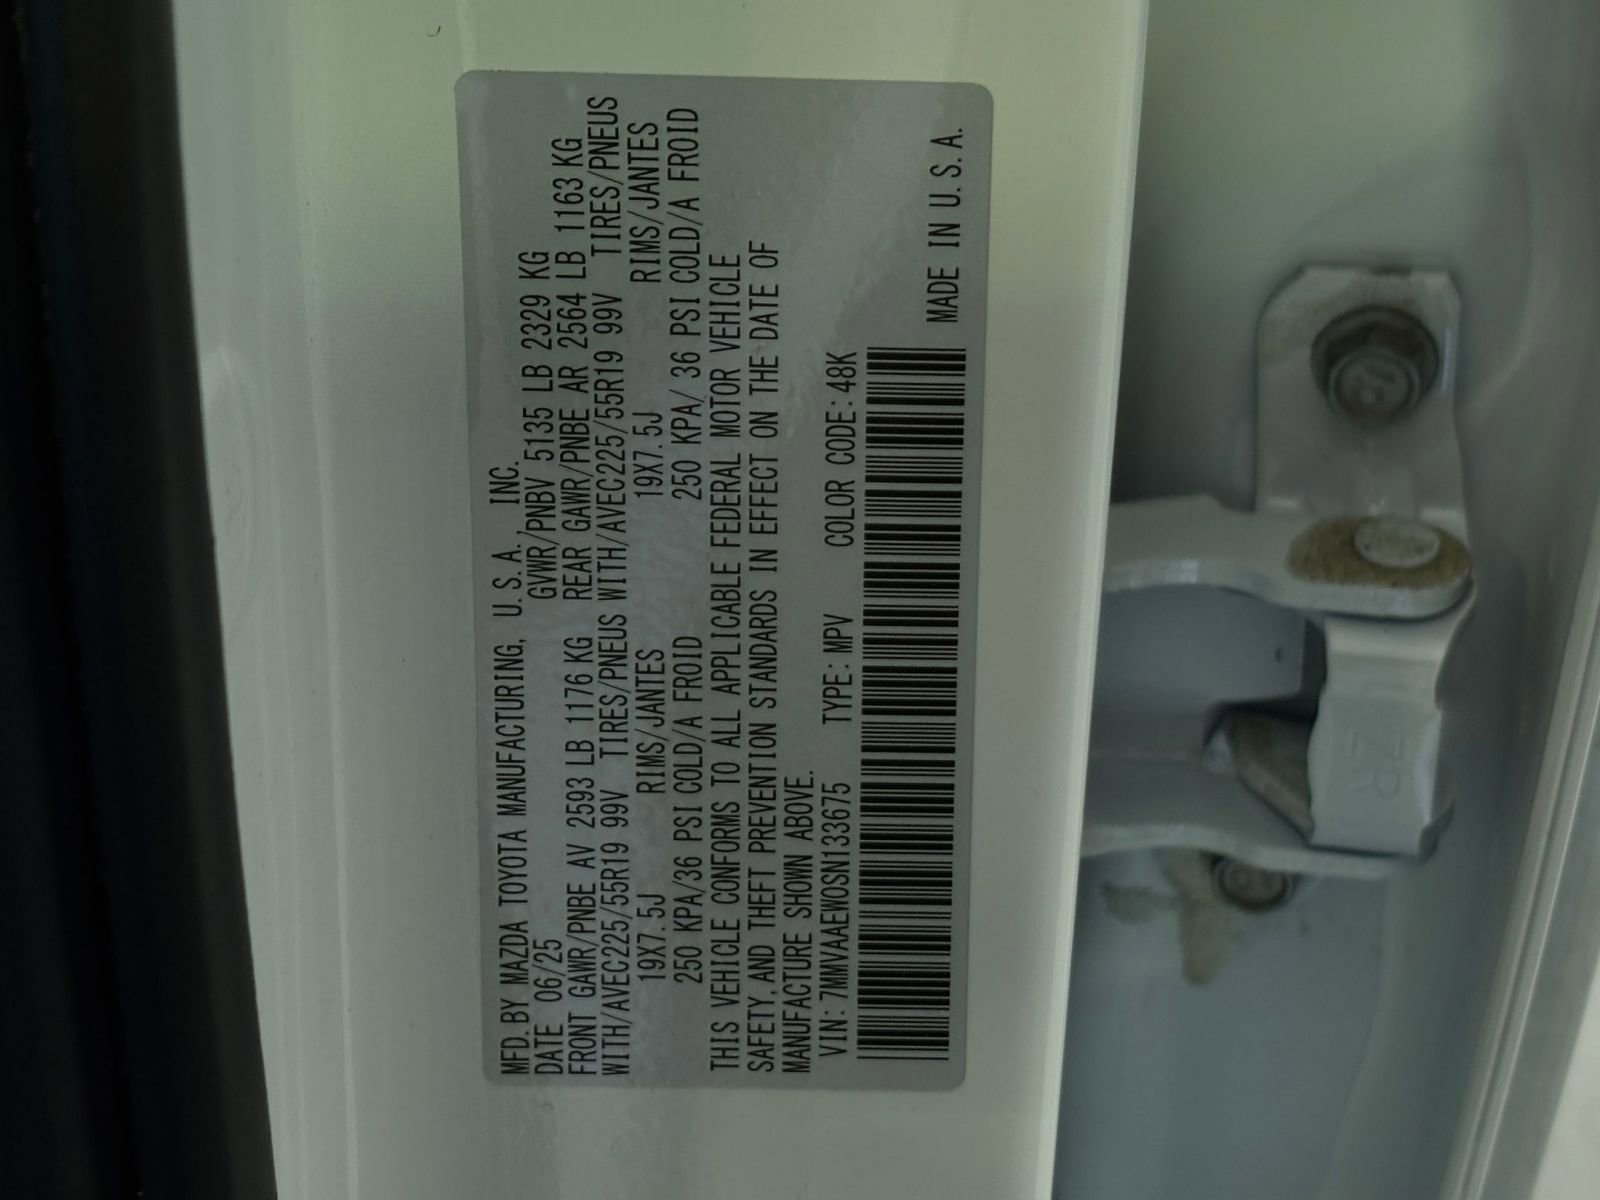 MFD. BY MAZDA TOYOTA MANUFACTURING, U.S.A., INC.
DATE 06/25 GVWR/PNBV 5135 LB 2329 KG
FRONT GAWR/PNBE AV 2593 LB 1176 KG REAR GAWR/PNBE AR 2564 LB 1163 KG
WITH/AVEC225/55R19 99V TIRES/PNEUS WITH/AVEC225/55R19 99V TIRES/PNEUS
19X7.5J RIMS/JANTES 19X7.5J RIMS/JANTES
250 KPA/36 PSI COLD/A FROID 250 KPA/ 36 PSI COLD/A FROID
THIS VEHICLE CONFORMS TO ALL APPLICABLE FEDERAL MOTOR VEHICLE
SAFETY, AND THEFT PREVENTION STANDARDS IN EFFECT ON THE DATE OF
MANUFACTURE SHOWN ABOVE.
VIN: 7MMVAAEW0SN133675 TYPE: MPV COLOR CODE: 48K
MADE IN U.S.A.
ZR